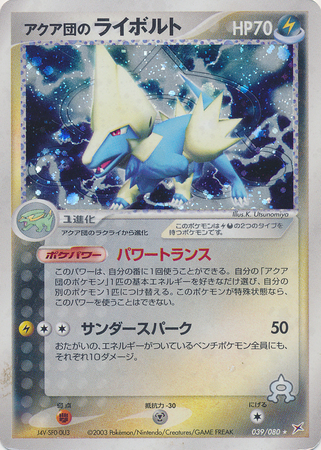 アクア団のライボルト HP70
Illus.K. Utsunomiya
1進化
アクア団のラクライから進化
このポケモンは の2つのタイプを
持つポケモンです。
ポケパワー パワートランス
このパワーは、自分の番に1回使うことができる。自分の「アクア
団のポケモン」1匹の基本エネルギーを好きなだけ選び、自分
の別のポケモン1匹につけて替える。このポケモンが特殊状態なら、
このパワーは使えない。
サンダースパーク 50
おたがいの、エネルギーがついているベンチポケモン全員にも、
それぞれ10ダメージ。
弱点 抵抗力 -30 にげる
©2003 Pokémon/Nintendo/Creatures/GAME FREAK
039/080 ★